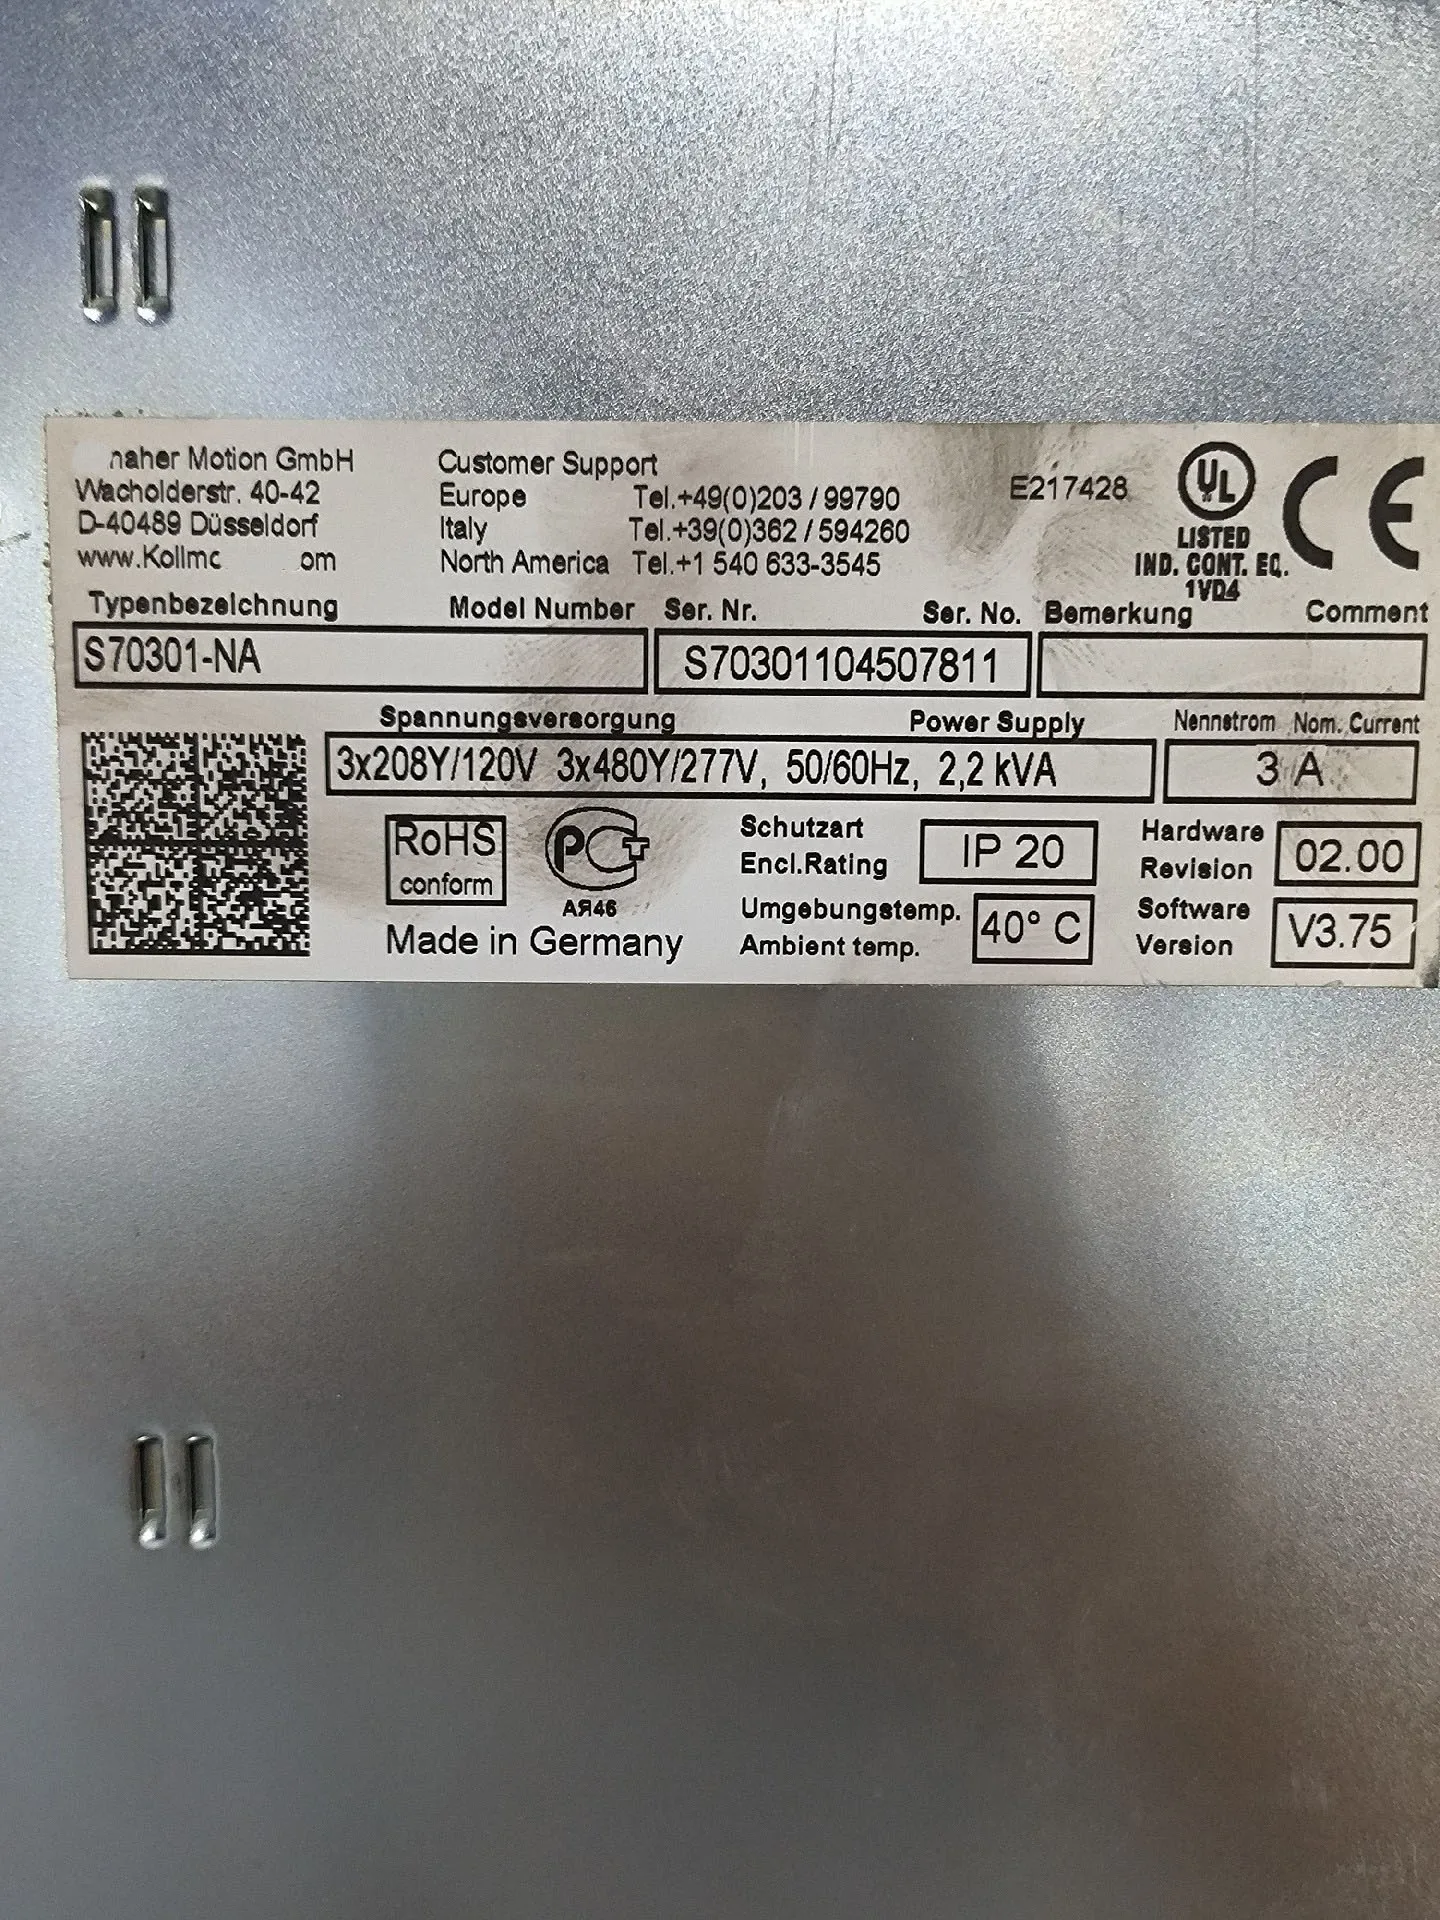 naher Motion GmbH
Wacholderstr. 40-42
D-40489 Düsseldorf
www.Kollmc om
Customer Support
Europe Tel.+49(0)203 / 99790
Italy Tel.+39(0)362 / 594260
North America Tel.+1 540 633-3545
E217428
UL
LISTED
IND. CONT. EQ.
1VD4
CE
Typenbezeichnung Model Number Ser. Nr. Ser. No. Bemerkung Comment
S70301-NA S70301104507811
Spannungsversorgung Power Supply Nennstrom Nom. Current
3x208Y/120V 3x480Y/277V, 50/60Hz, 2,2 kVA 3 A
RoHS
conform
PCT
АЯ46
Made in Germany
Schutzart
Encl.Rating
IP 20
Umgebungstemp.
Ambient temp.
40° C
Hardware
Revision
02.00
Software
Version
V3.75